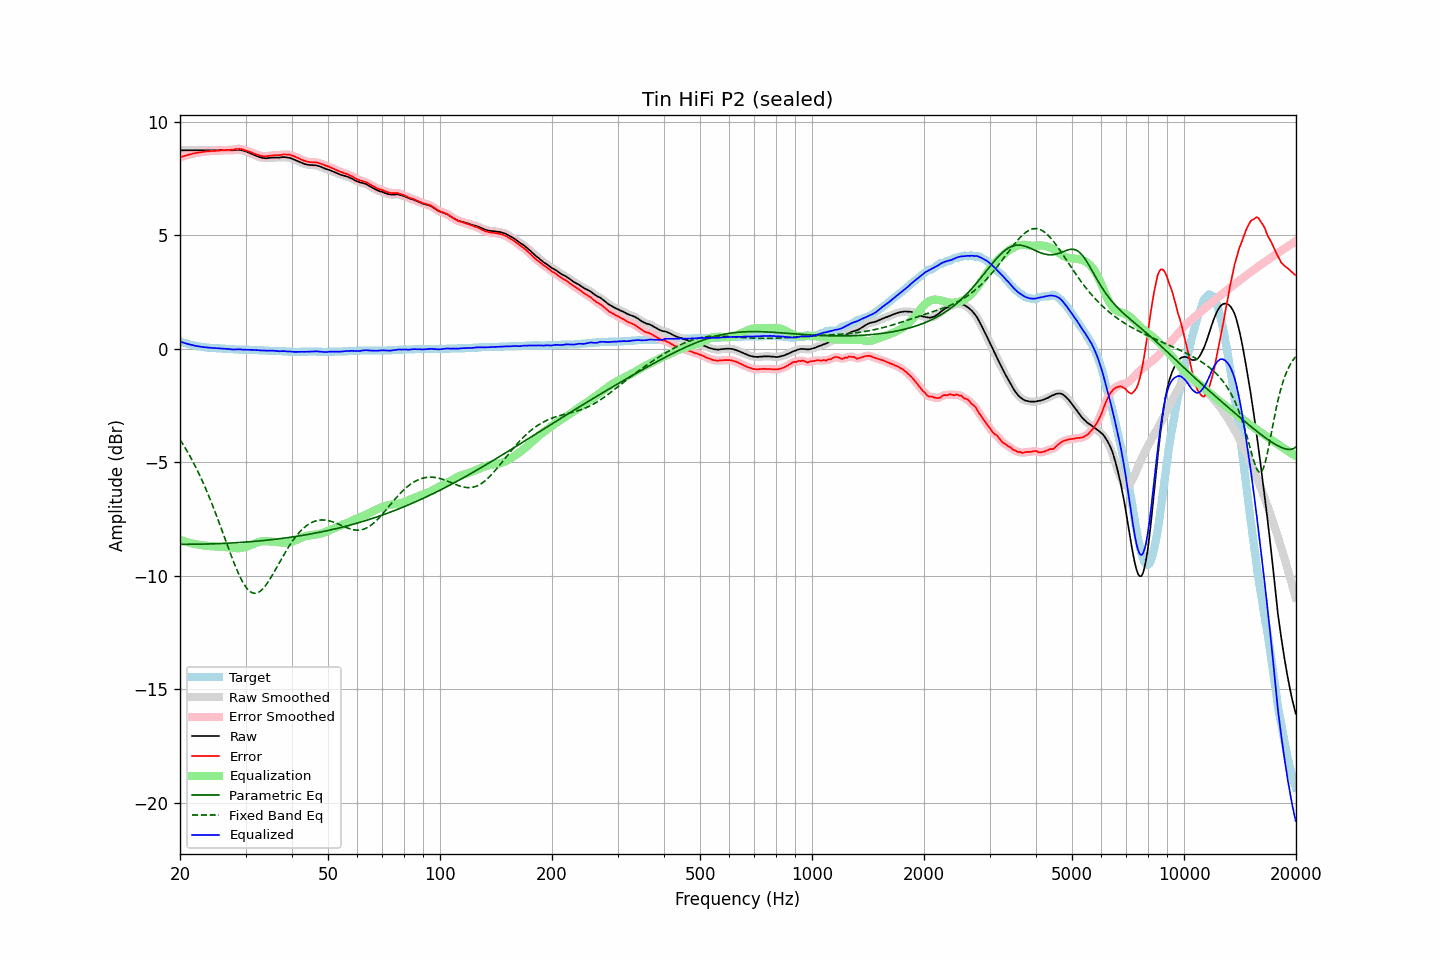 Tin HiFi P2 (sealed)
10
5
0
−5
−10
−15
−20
Amplitude (dBr)
Target
Raw Smoothed
Error Smoothed
Raw
Error
Equalization
Parametric Eq
Fixed Band Eq
Equalized
20 50 100 200 500 1000 2000 5000 10000 20000
Frequency (Hz)